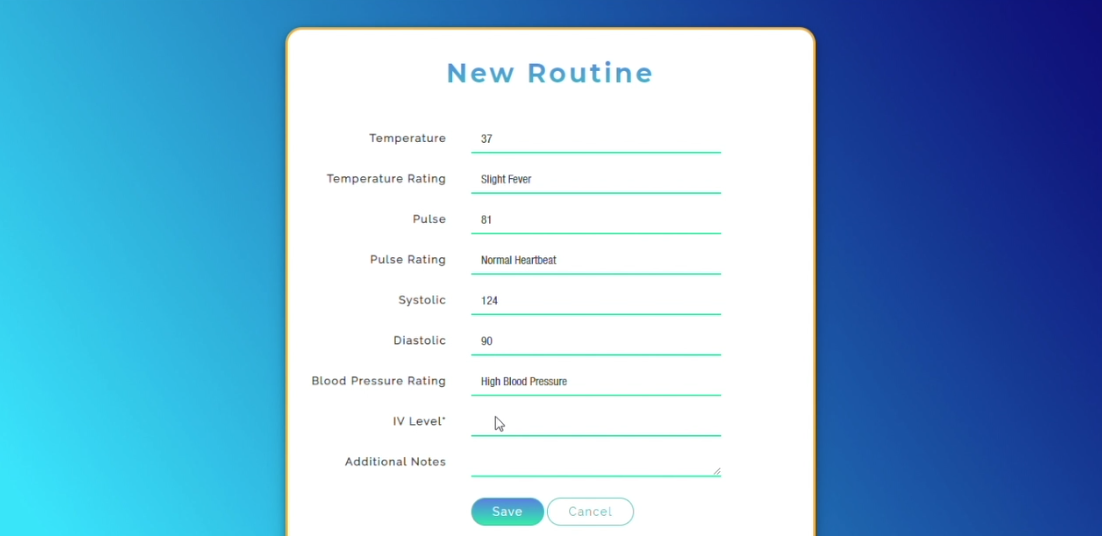 New Routine
Temperature 37
Temperature Rating Slight Fever
Pulse 81
Pulse Rating Normal Heartbeat
Systolic 124
Diastolic 90
Blood Pressure Rating High Blood Pressure
IV Level*
Additional Notes
Save Cancel